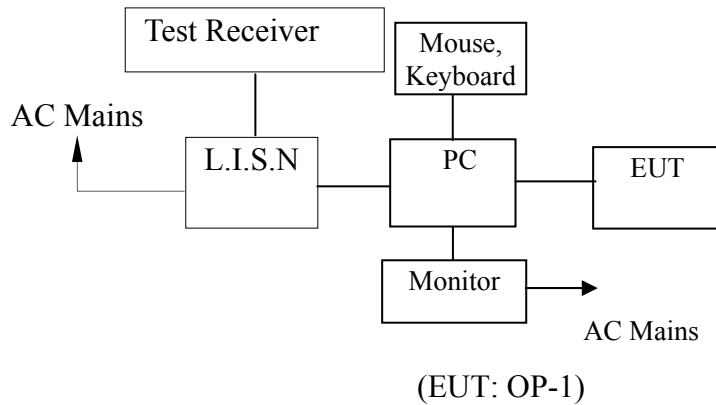 Test Receiver
Mouse,
Keyboard
AC Mains
L.I.S.N
PC
EUT
Monitor
AC Mains
(EUT: OP-1)